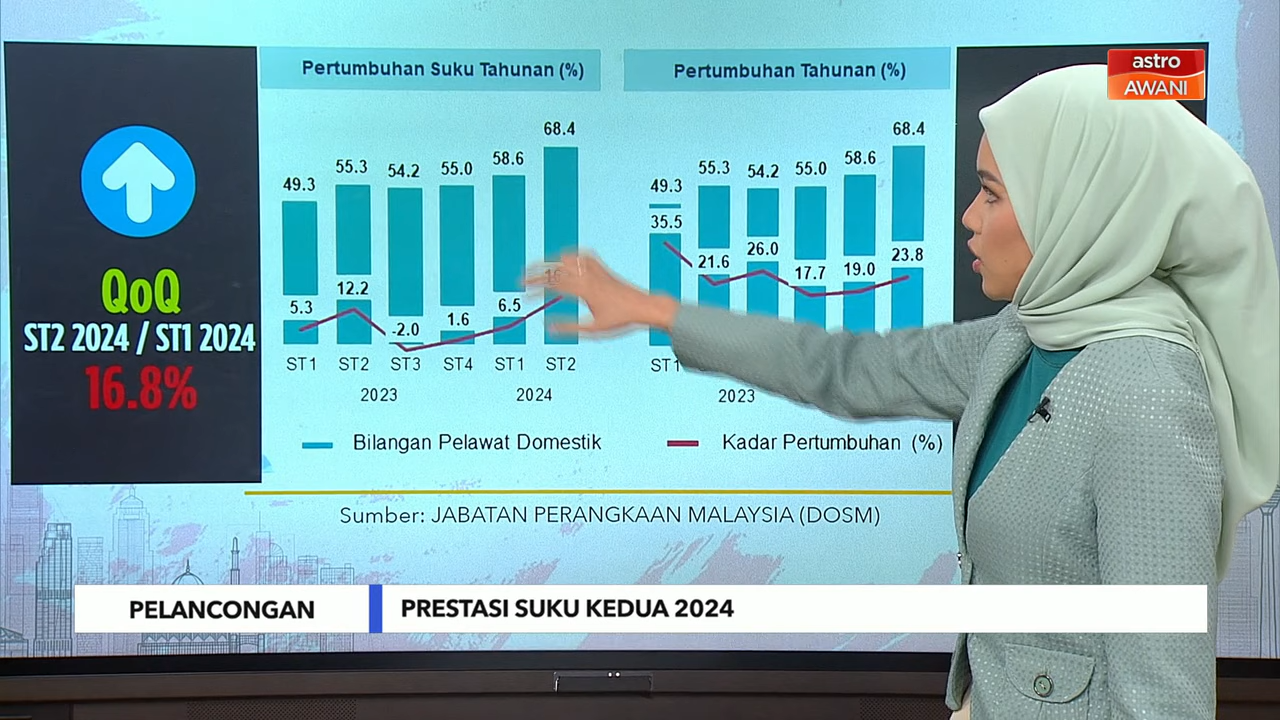 astro
AWANI
QoQ
ST2 2024 / ST1 2024
16.8%
Pertumbuhan Suku Tahunan (%)
49.3 55.3 54.2 55.0 58.6 68.4
5.3 12.2 -2.0 1.6 6.5
ST1 ST2 ST3 ST4 ST1 ST2
2023 2024
Pertumbuhan Tahunan (%)
49.3 55.3 54.2 55.0 58.6 68.4
35.5 21.6 26.0 17.7 19.0 23.8
ST1
2023
Bilangan Pelawat Domestik
Kadar Pertumbuhan (%)
Sumber: JABATAN PERANGKAAN MALAYSIA (DOSM)
PELANCONGAN
PRESTASI SUKU KEDUA 2024